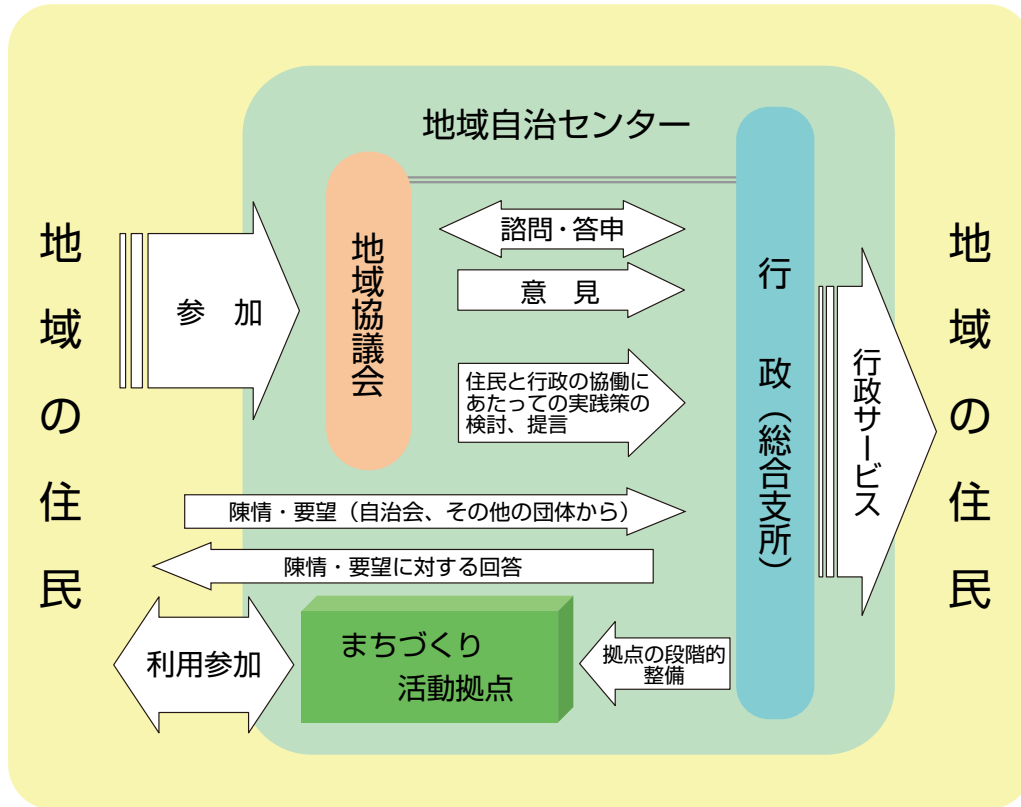 地域自治センター
地域の住民
参　加
地域協議会
諮問・答申
意　見
住民と行政の協働に
あたっての実践策の
検討、提言
行　政（総合支所）
行政サービス
地域の住民
陳情・要望（自治会、その他の団体から）
陳情・要望に対する回答
利用参加
まちづくり
活動拠点
拠点の段階的
整備